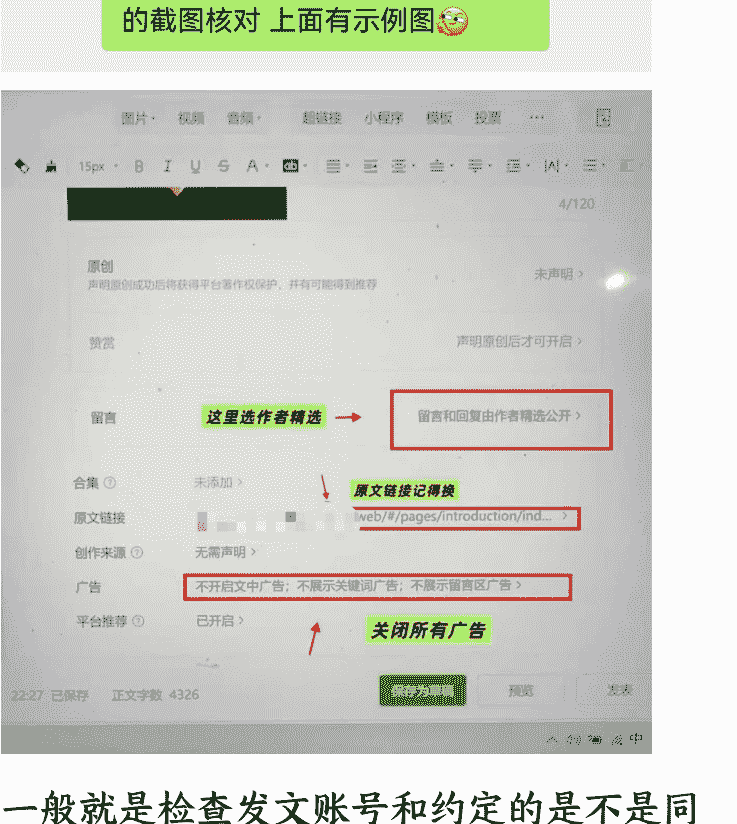 的截图核对 上面有示例图
图片 视频 音频 超链接 小程序 模板 投票 ...
15px B I U S A
4/120
原创
声明原创成功后将获得平台著作权保护，并有可能得到推荐
未声明 >
赞赏
声明原创后才可开启 >
留言
这里选作者精选
留言和回复由作者精选公开 >
合集 ? 未添加 >
原文链接记得换
原文链接 web/#/pages/introduction/ind... >
创作来源 ? 无需声明 >
广告 不开启文中广告；不展示关键词广告；不展示留言区广告 >
平台推荐 ? 已开启 >
关闭所有广告
22:27 已保存 正文字数 4326
保存为草稿 预览 发表
中
一般就是检查发文账号和约定的是不是同